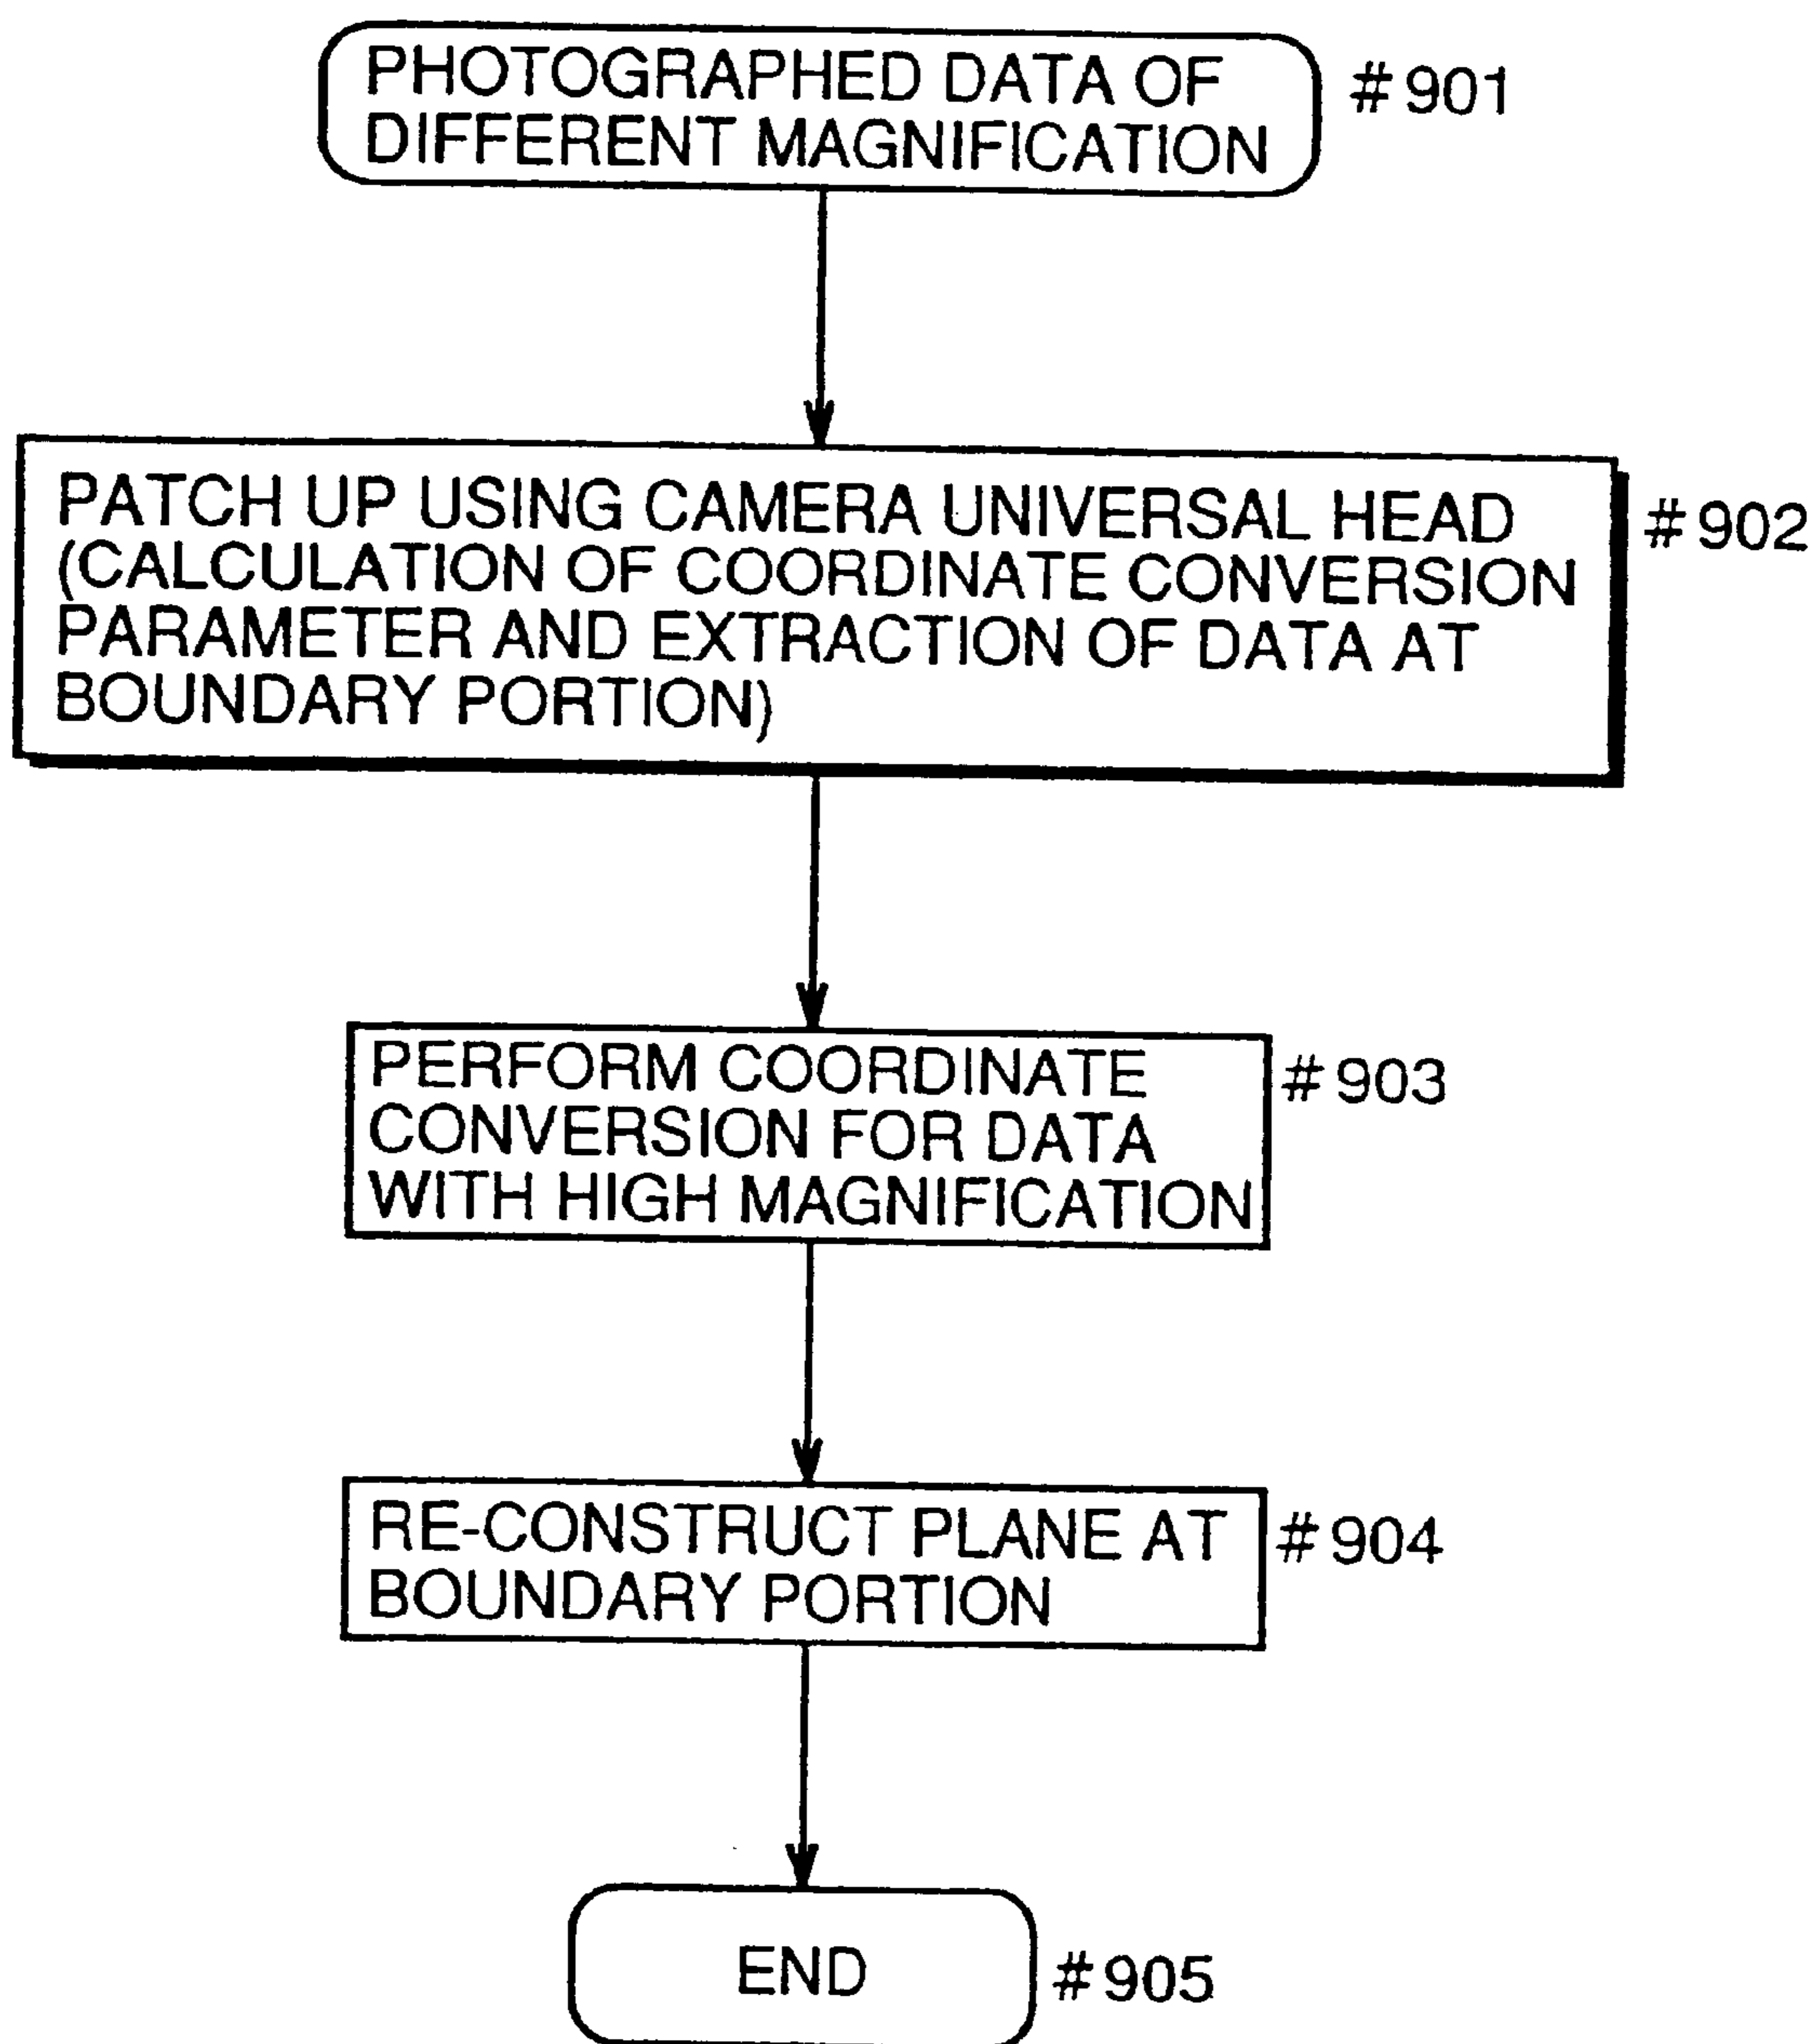 PHOTOGRAPHED DATA OF
DIFFERENT MAGNIFICATION
#901
PATCH UP USING CAMERA UNIVERSAL HEAD
(CALCULATION OF COORDINATE CONVERSION
PARAMETER AND EXTRACTION OF DATA AT
BOUNDARY PORTION)
#902
PERFORM COORDINATE
CONVERSION FOR DATA
WITH HIGH MAGNIFICATION
#903
RE-CONSTRUCT PLANE AT
BOUNDARY PORTION
#904
END
#905